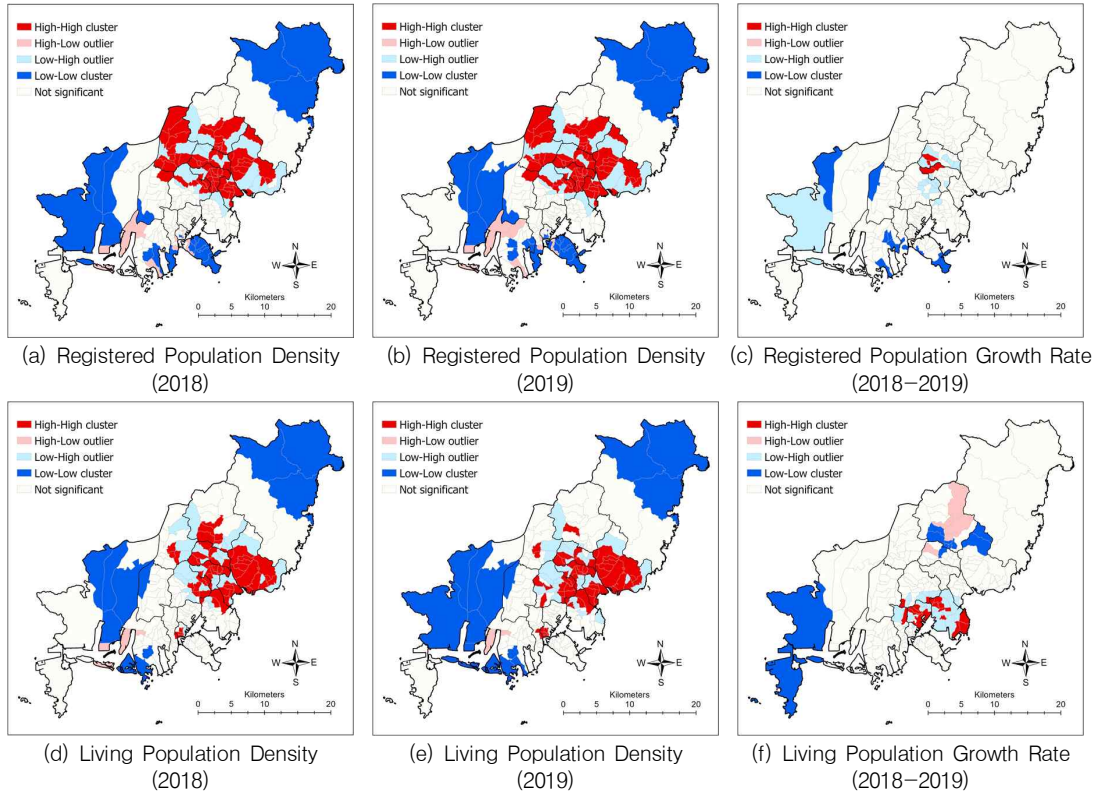 High-High cluster
High-Low outlier
Low-High outlier
Low-Low cluster
Not significant
N
W E
S
Kilometers
0 5 10 20
(a) Registered Population Density
(2018)
High-High cluster
High-Low outlier
Low-High outlier
Low-Low cluster
Not significant
N
W E
S
Kilometers
0 5 10 20
(b) Registered Population Density
(2019)
High-High cluster
High-Low outlier
Low-High outlier
Low-Low cluster
Not significant
N
W E
S
Kilometers
0 5 10 20
(c) Registered Population Growth Rate
(2018-2019)
High-High cluster
High-Low outlier
Low-High outlier
Low-Low cluster
Not significant
N
W E
S
Kilometers
0 5 10 20
(d) Living Population Density
(2018)
High-High cluster
High-Low outlier
Low-High outlier
Low-Low cluster
Not significant
N
W E
S
Kilometers
0 5 10 20
(e) Living Population Density
(2019)
High-High cluster
High-Low outlier
Low-High outlier
Low-Low cluster
Not significant
N
W E
S
Kilometers
0 5 10 20
(f) Living Population Growth Rate
(2018-2019)